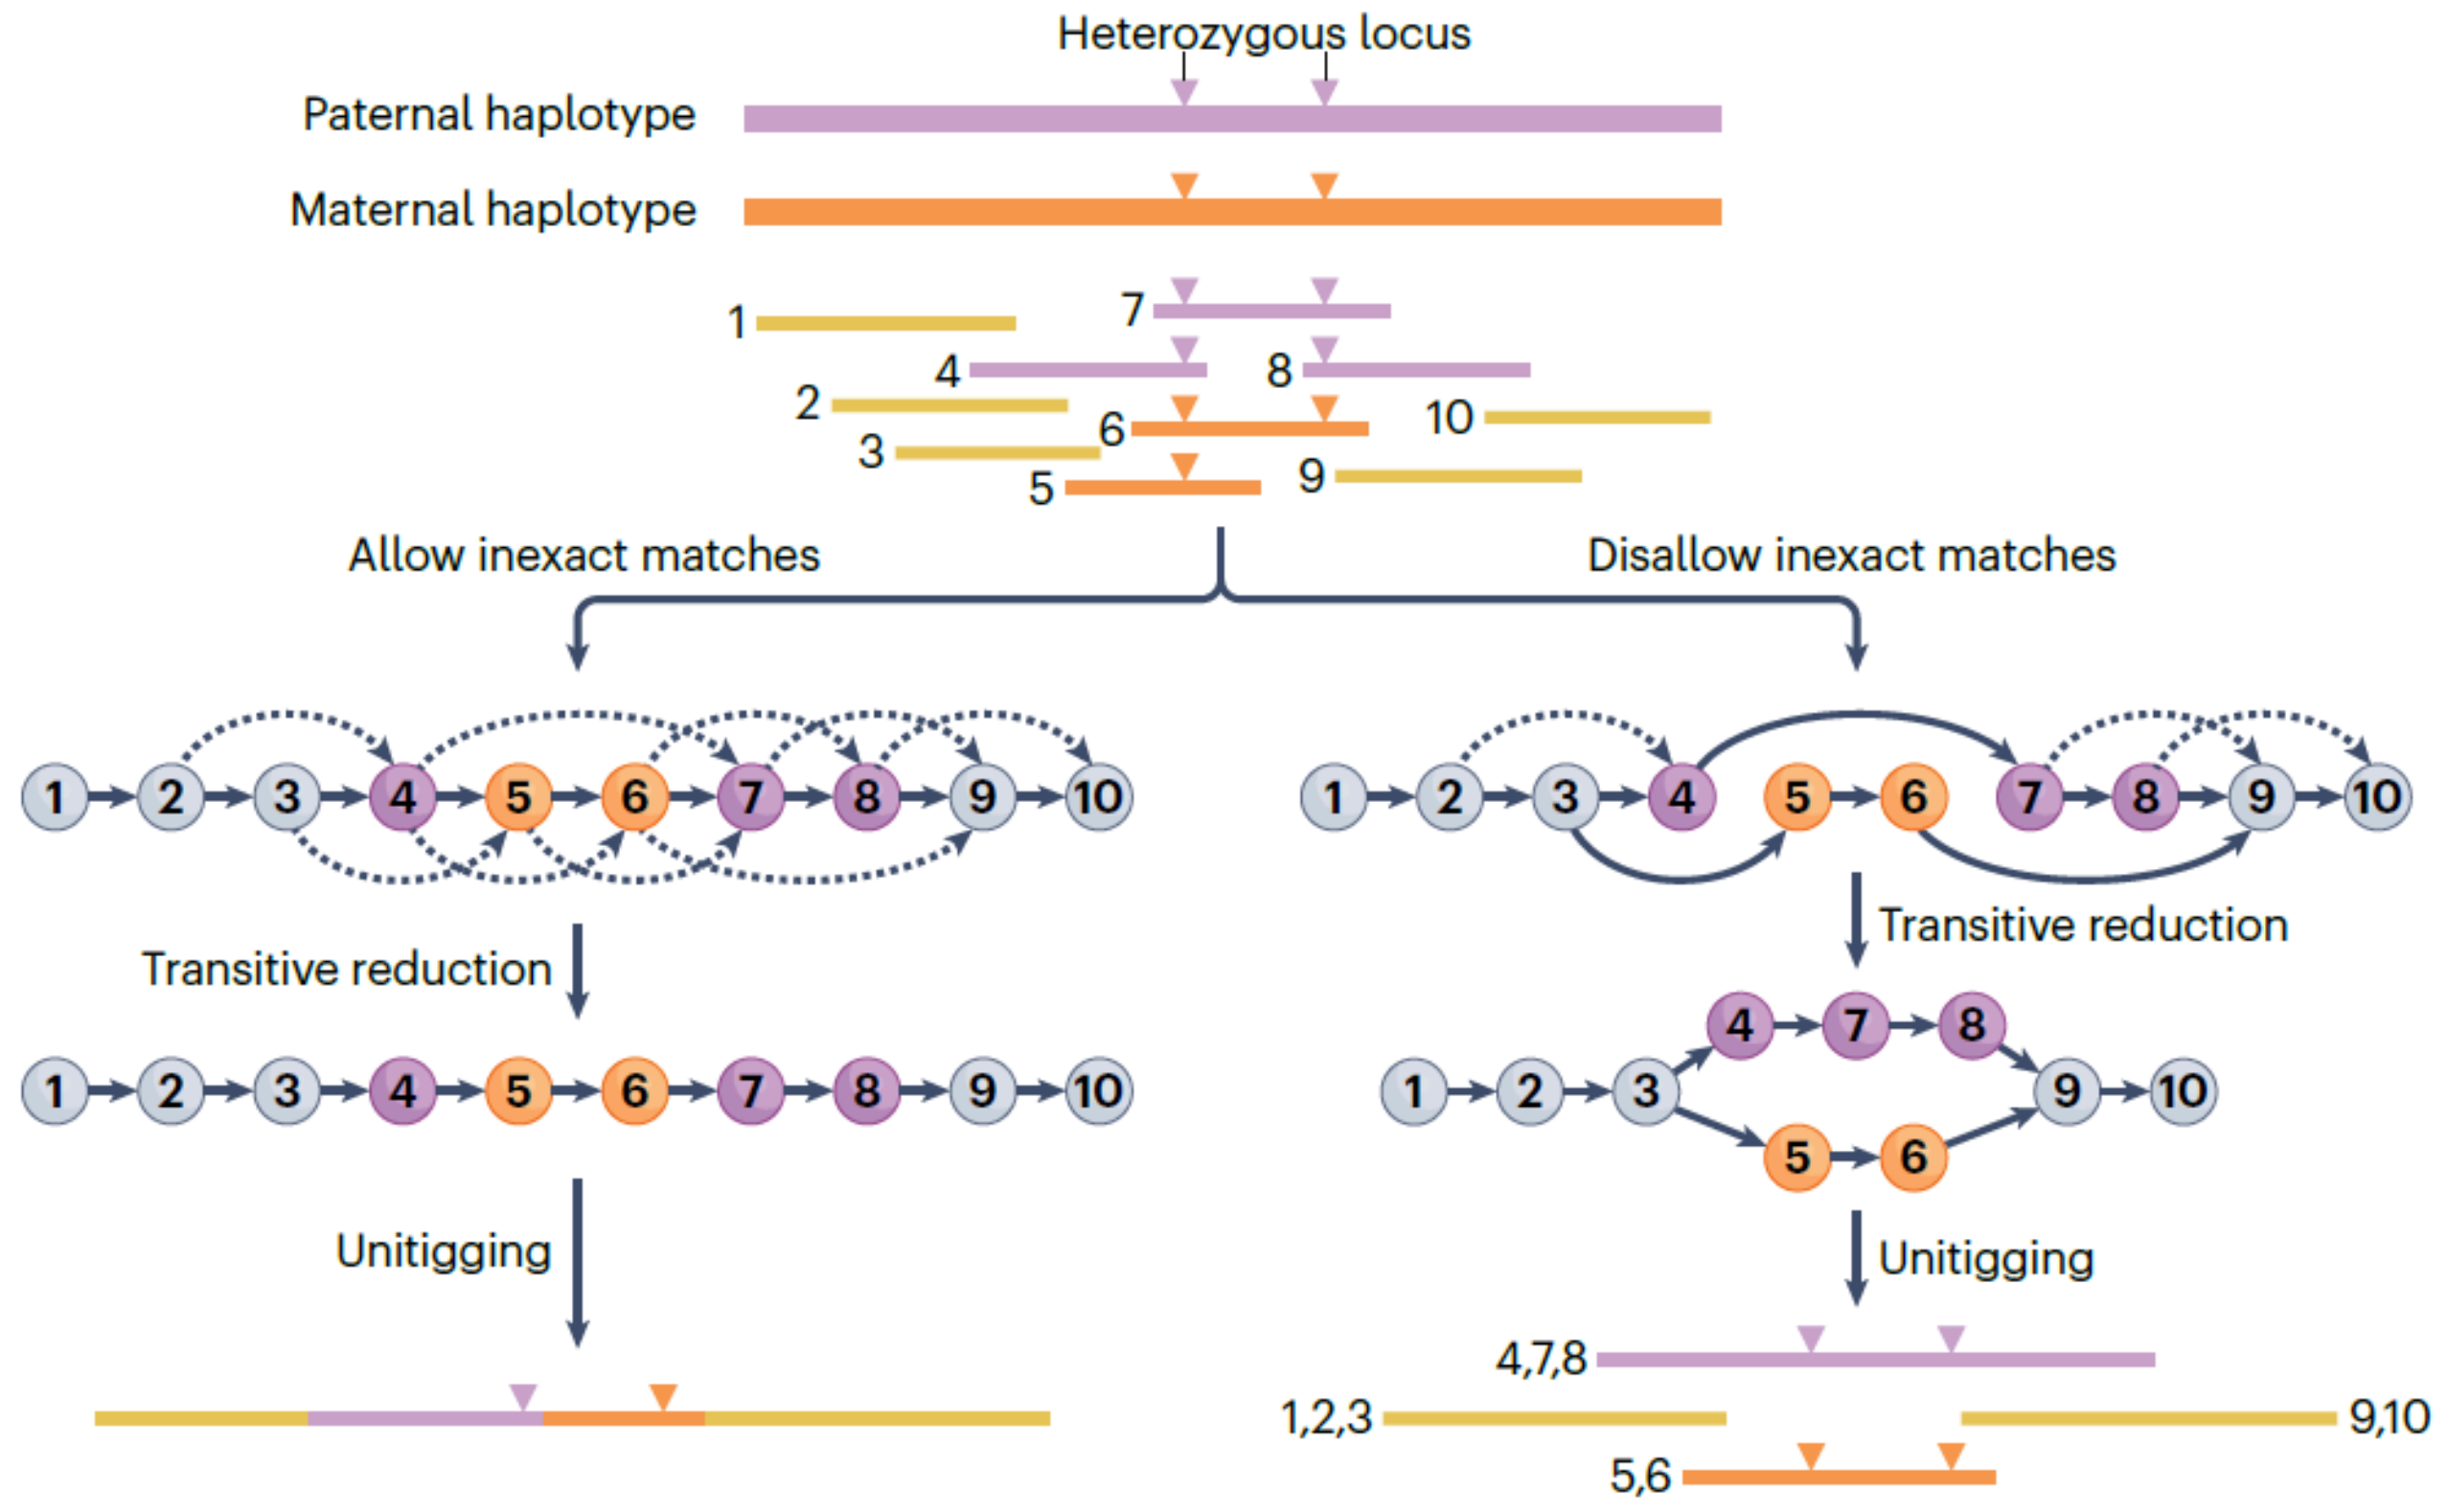 Heterozygous locus
Paternal haplotype
Maternal haplotype
7
1
4
8
2
6
10
3
9
5
Allow inexact matches
Disallow inexact matches
1 2 3 4 5 6 7 8 9 10
1 2 3 4 5 6 7 8 9 10
Transitive reduction
Transitive reduction
1 2 3 4 5 6 7 8 9 10
4 7 8
1 2 3 9 10
5 6
Unitigging
Unitigging
4,7,8
1,2,3
9,10
5,6